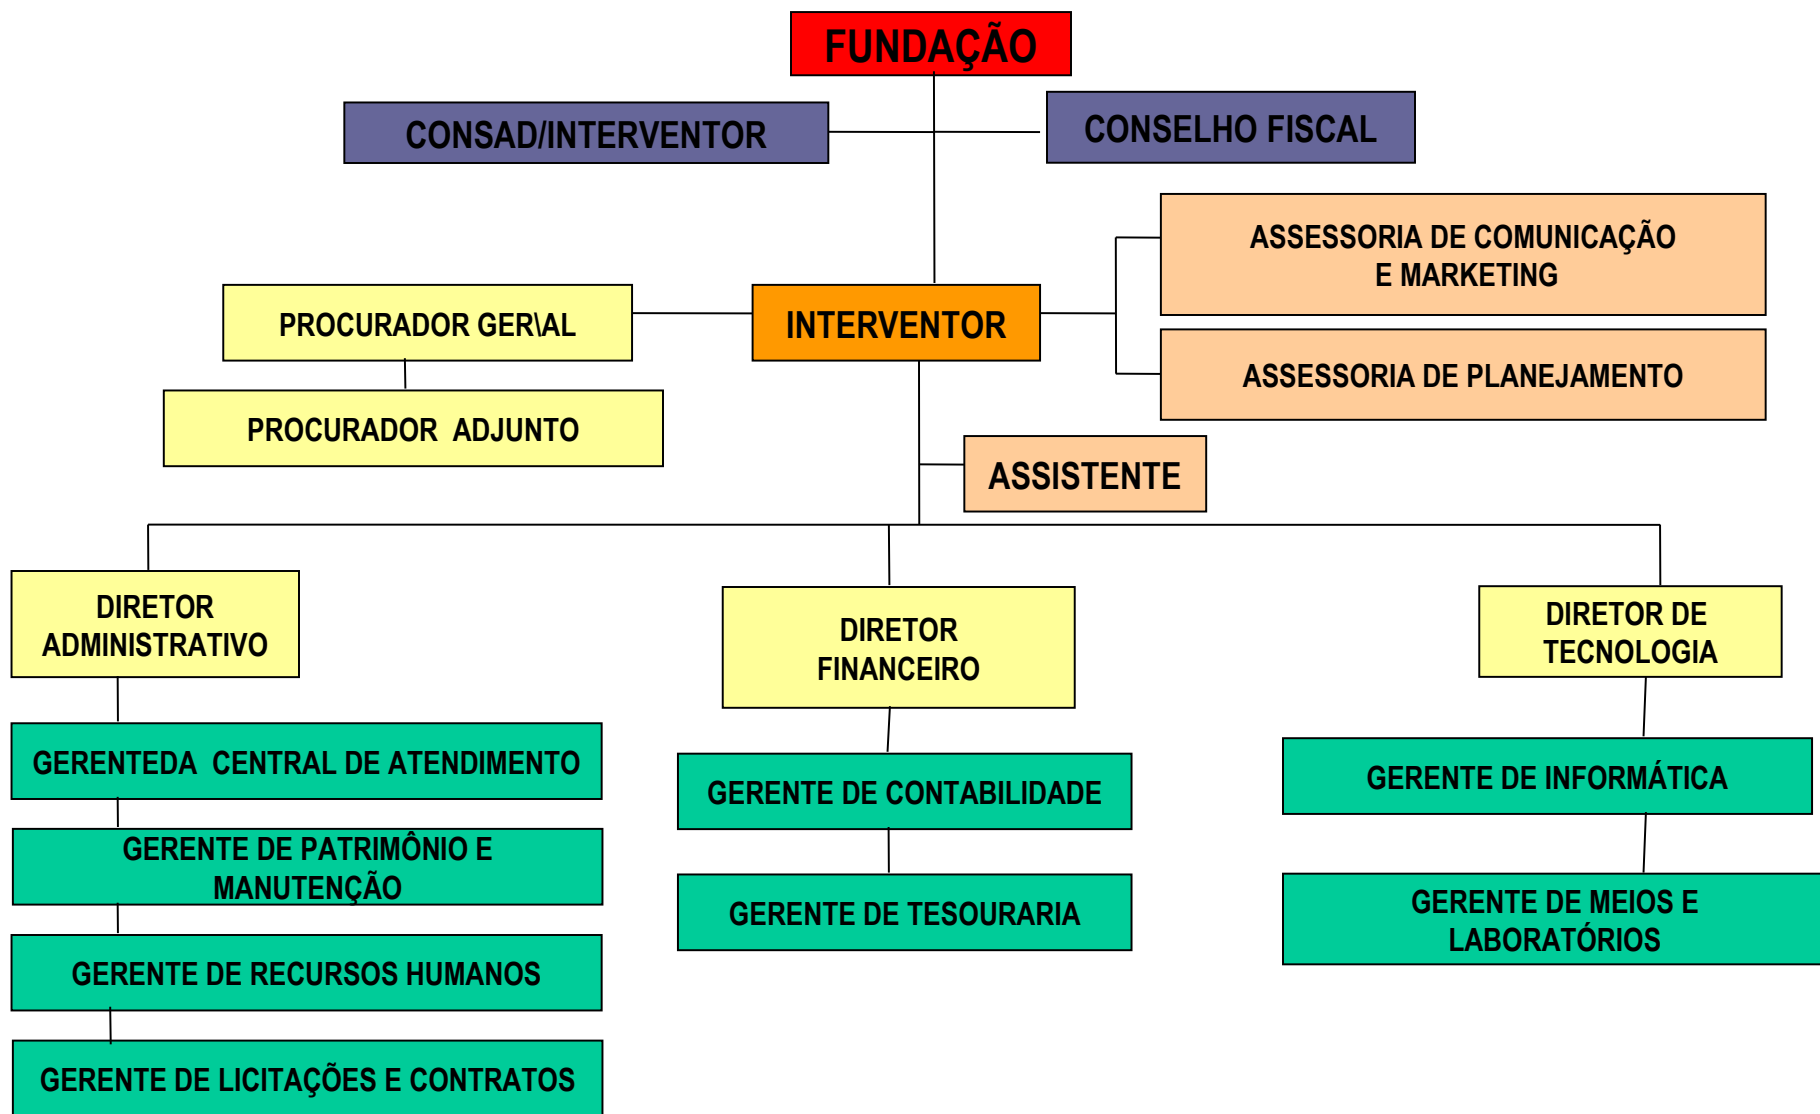 FUNDAÇÃO
CONSAD/INTERVENTOR
CONSELHO FISCAL
ASSESSORIA DE COMUNICAÇÃO
E MARKETING
PROCURADOR GER\AL
INTERVENTOR
ASSESSORIA DE PLANEJAMENTO
PROCURADOR  ADJUNTO
ASSISTENTE
DIRETOR
ADMINISTRATIVO
DIRETOR
FINANCEIRO
DIRETOR DE
TECNOLOGIA
GERENTEDA  CENTRAL DE ATENDIMENTO
GERENTE DE PATRIMÔNIO E
MANUTENÇÃO
GERENTE DE RECURSOS HUMANOS
GERENTE DE LICITAÇÕES E CONTRATOS
GERENTE DE CONTABILIDADE
GERENTE DE TESOURARIA
GERENTE DE INFORMÁTICA
GERENTE DE MEIOS E
LABORATÓRIOS